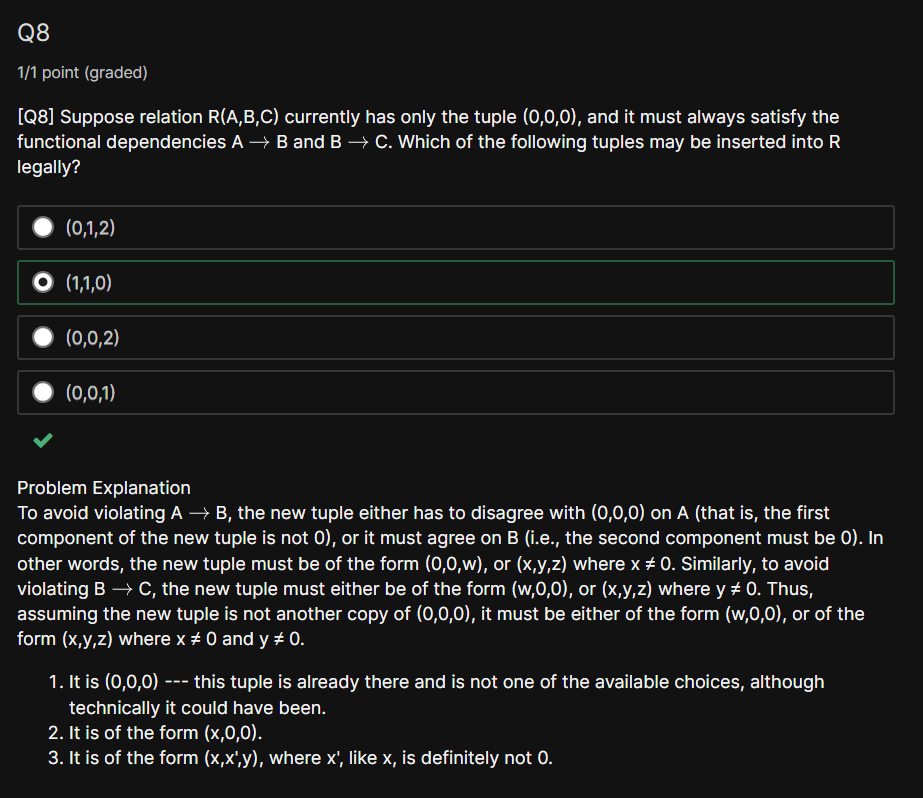 Q8
1/1 point (graded)
[Q8] Suppose relation R(A,B,C) currently has only the tuple (0,0,0), and it must always satisfy the
functional dependencies A → B and B → C. Which of the following tuples may be inserted into R
legally?
(0,1,2)
(1,1,0)
(0,0,2)
(0,0,1)
Problem Explanation
To avoid violating A → B, the new tuple either has to disagree with (0,0,0) on A (that is, the first
component of the new tuple is not 0), or it must agree on B (i.e., the second component must be 0). In
other words, the new tuple must be of the form (0,0,w), or (x,y,z) where x ≠ 0. Similarly, to avoid
violating B → C, the new tuple must either be of the form (w,0,0), or (x,y,z) where y ≠ 0. Thus,
assuming the new tuple is not another copy of (0,0,0), it must be either of the form (w,0,0), or of the
form (x,y,z) where x ≠ 0 and y ≠ 0.
1. It is (0,0,0) --- this tuple is already there and is not one of the available choices, although
technically it could have been.
2. It is of the form (x,0,0).
3. It is of the form (x,x',y), where x', like x, is definitely not 0.